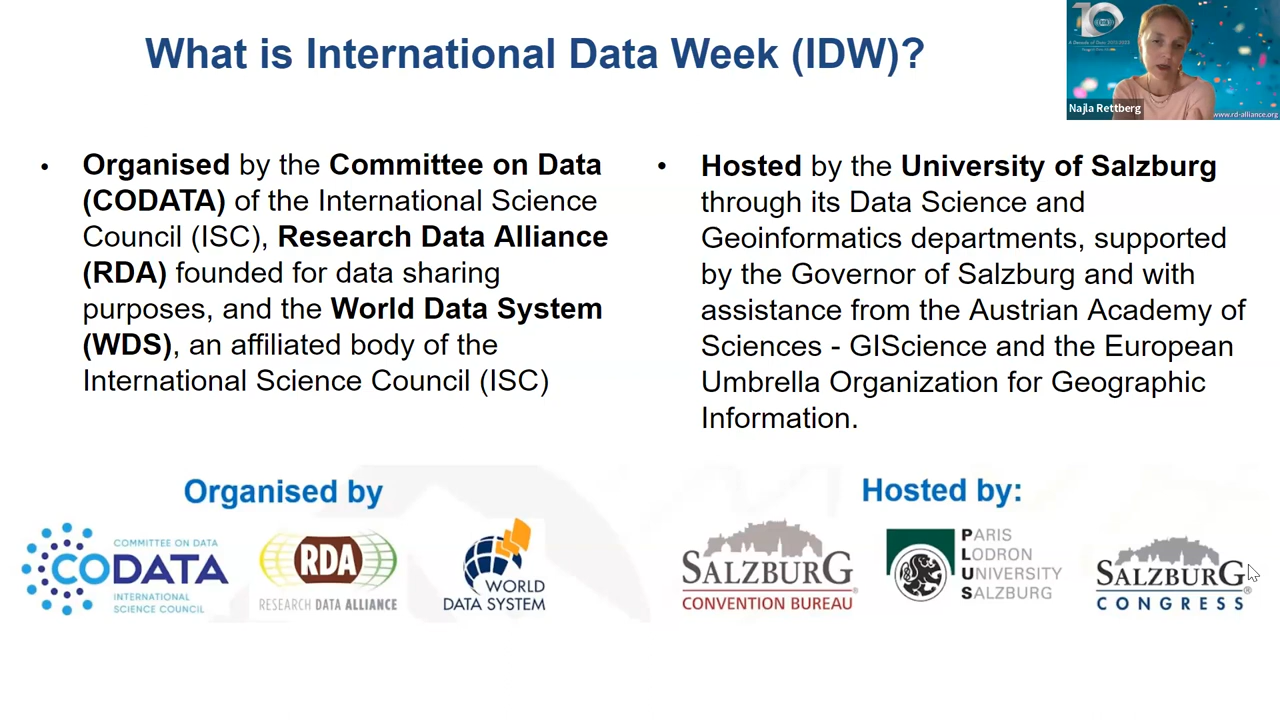 What is International Data Week (IDW)?
Najla Rettberg
www.rd-alliance.org
• Organised by the Committee on Data
(CODATA) of the International Science
Council (ISC), Research Data Alliance
(RDA) founded for data sharing
purposes, and the World Data System
(WDS), an affiliated body of the
International Science Council (ISC)
• Hosted by the University of Salzburg
through its Data Science and
Geoinformatics departments, supported
by the Governor of Salzburg and with
assistance from the Austrian Academy of
Sciences - GIScience and the European
Umbrella Organization for Geographic
Information.
Organised by
COMMITTEE ON DATA
CODATA
INTERNATIONAL
SCIENCE COUNCIL
RDA
RESEARCH DATA ALLIANCE
WORLD
DATA SYSTEM
Hosted by:
SALZBURG
CONVENTION BUREAU
PARIS
LODRON
UNIVERSITY
SALZBURG
P
L
U
S
SALZBURG
CONGRESS